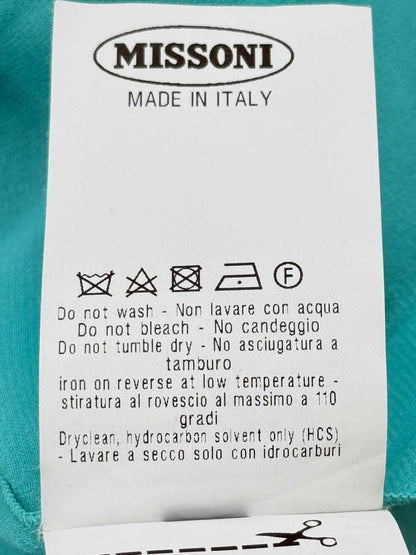 MISSONI
MADE IN ITALY
F
Do not wash - Non lavare con acqua
Do not bleach - No candeggio
Do not tumble dry - No asciugatura a
tamburo
iron on reverse at low temperature -
stiratura al rovescio al massimo a 110
gradi
Dryclean, hydrocarbon solvent only (HCS)
- Lavare a secco solo con idrocarburi